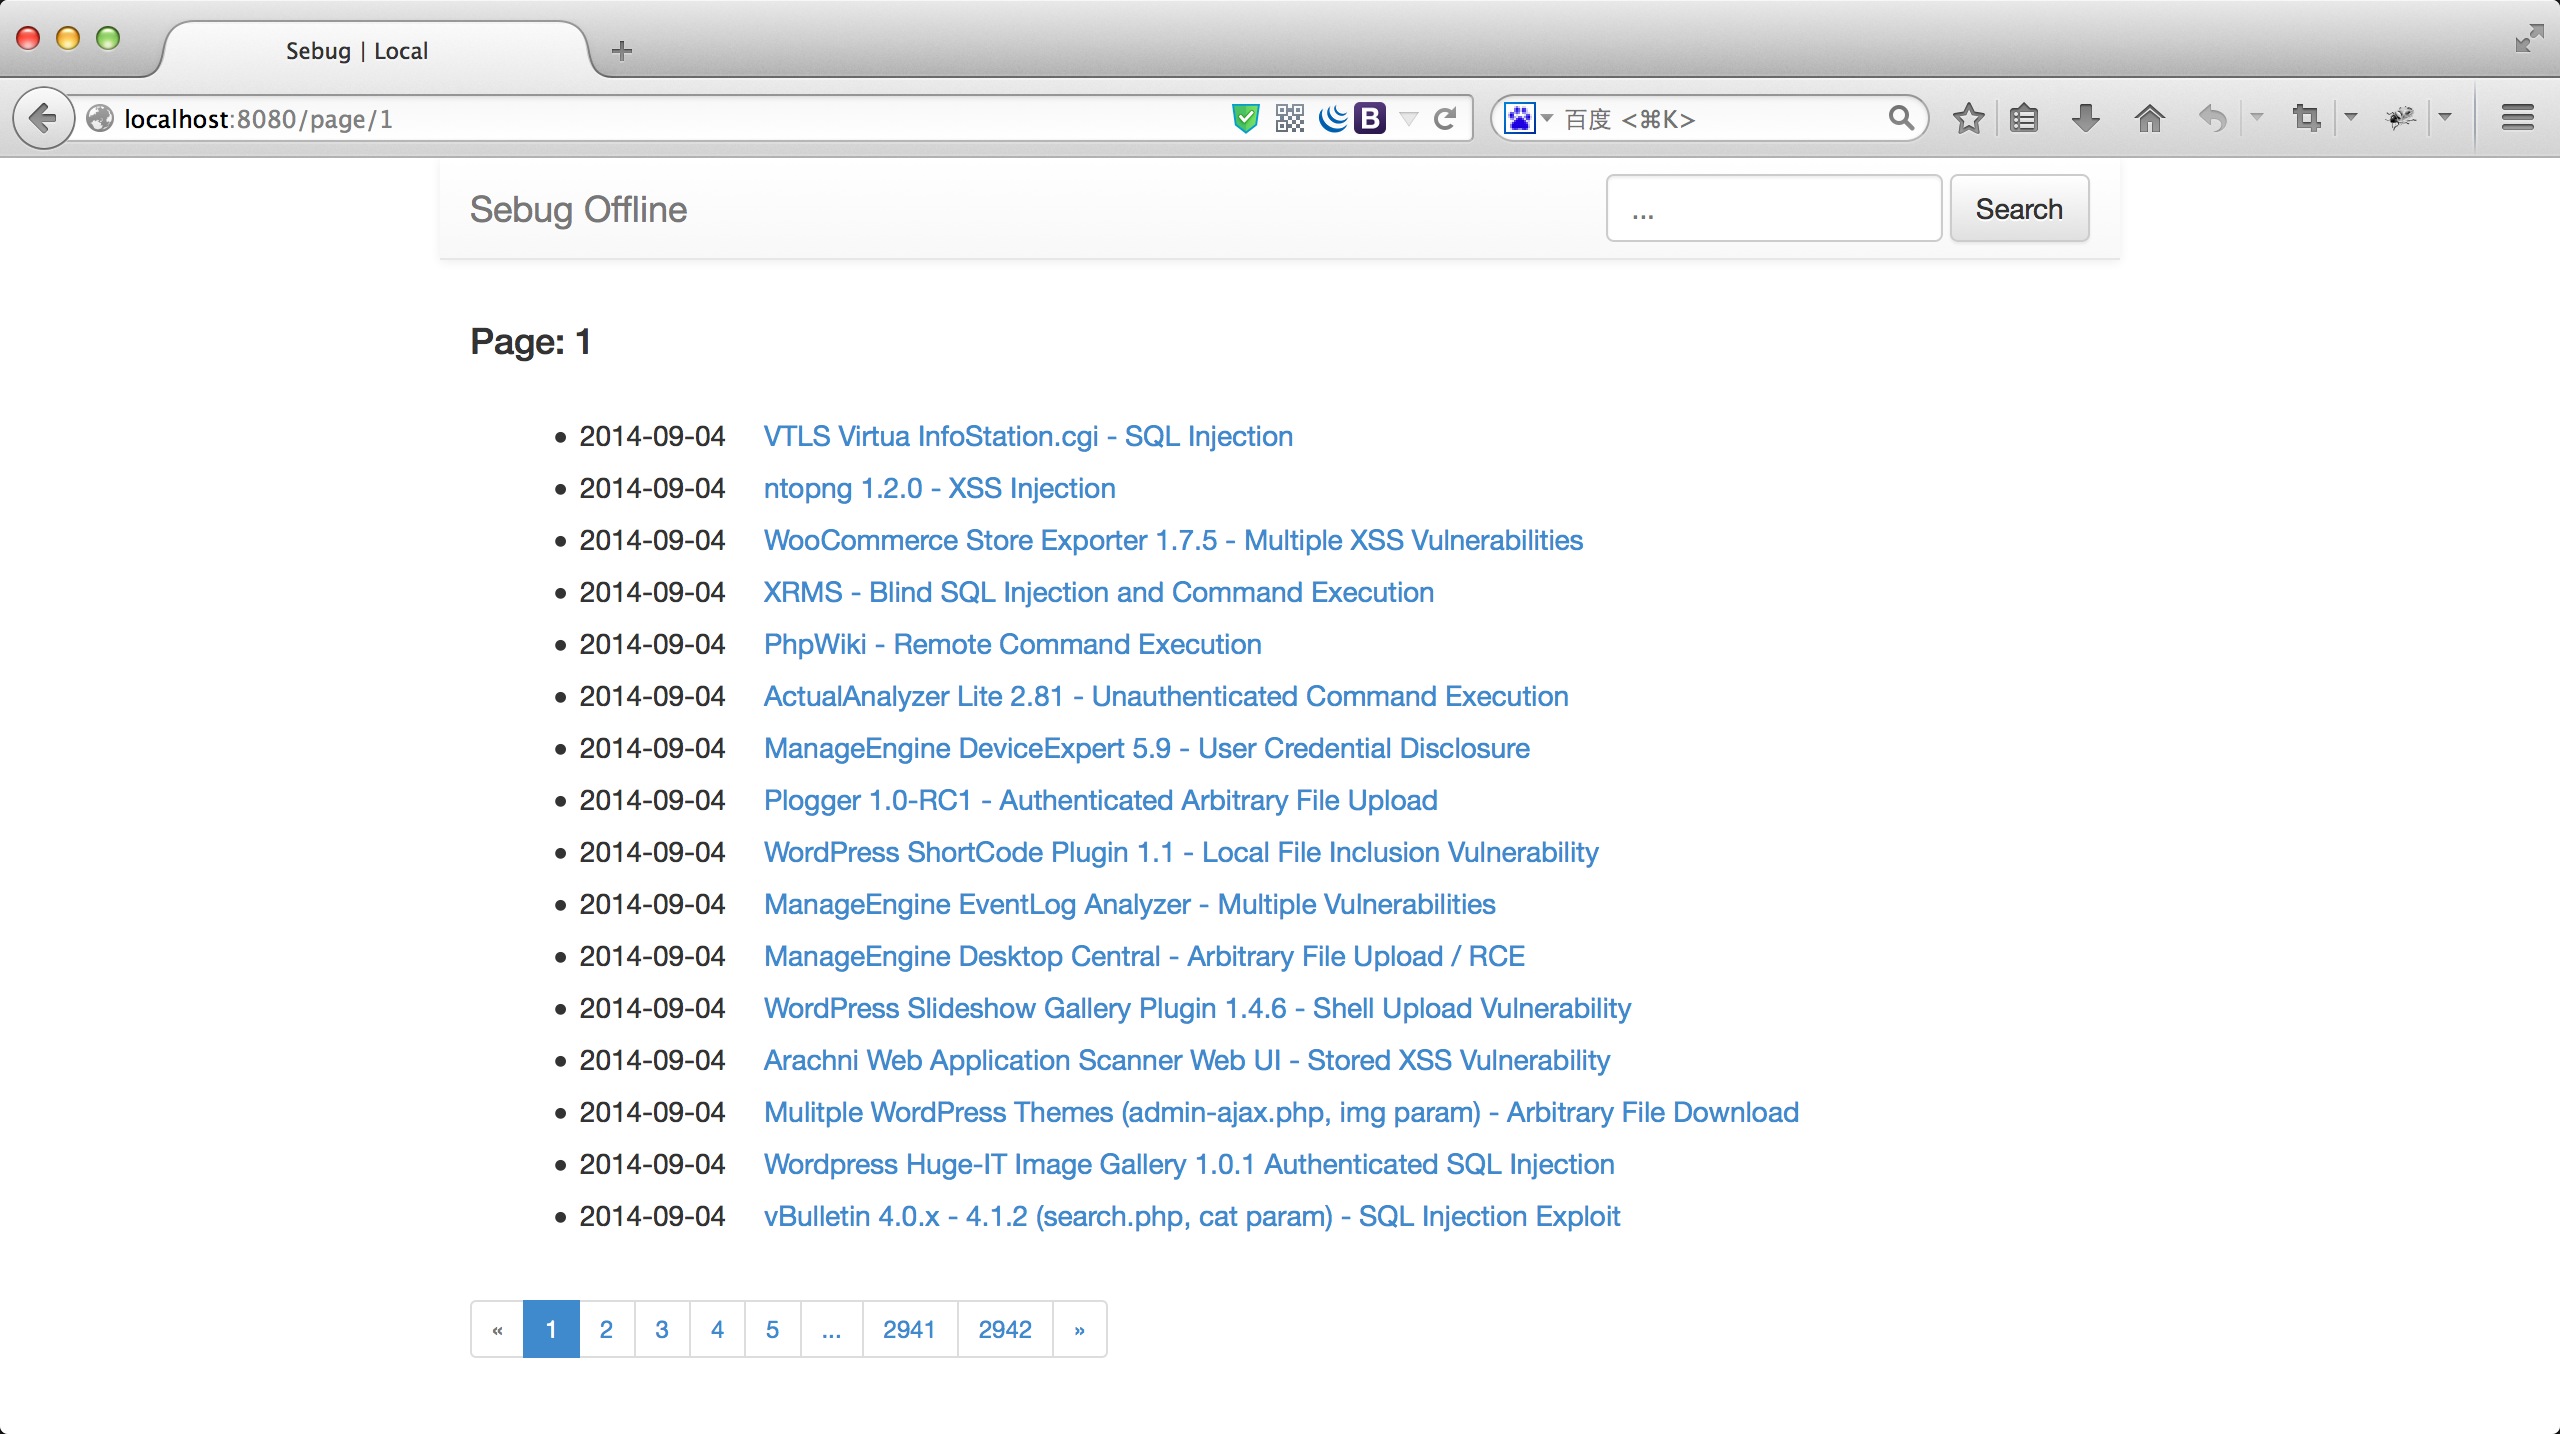 Sebug | Local
localhost:8080/page/1
B
百度 <⌘K>
Sebug Offline
...
Search
Page: 1
• 2014-09-04 VTLS Virtua InfoStation.cgi - SQL Injection
• 2014-09-04 ntopng 1.2.0 - XSS Injection
• 2014-09-04 WooCommerce Store Exporter 1.7.5 - Multiple XSS Vulnerabilities
• 2014-09-04 XRMS - Blind SQL Injection and Command Execution
• 2014-09-04 PhpWiki - Remote Command Execution
• 2014-09-04 ActualAnalyzer Lite 2.81 - Unauthenticated Command Execution
• 2014-09-04 ManageEngine DeviceExpert 5.9 - User Credential Disclosure
• 2014-09-04 Plogger 1.0-RC1 - Authenticated Arbitrary File Upload
• 2014-09-04 WordPress ShortCode Plugin 1.1 - Local File Inclusion Vulnerability
• 2014-09-04 ManageEngine EventLog Analyzer - Multiple Vulnerabilities
• 2014-09-04 ManageEngine Desktop Central - Arbitrary File Upload / RCE
• 2014-09-04 WordPress Slideshow Gallery Plugin 1.4.6 - Shell Upload Vulnerability
• 2014-09-04 Arachni Web Application Scanner Web UI - Stored XSS Vulnerability
• 2014-09-04 Mulitple WordPress Themes (admin-ajax.php, img param) - Arbitrary File Download
• 2014-09-04 Wordpress Huge-IT Image Gallery 1.0.1 Authenticated SQL Injection
• 2014-09-04 vBulletin 4.0.x - 4.1.2 (search.php, cat param) - SQL Injection Exploit
« 1 2 3 4 5 ... 2941 2942 »